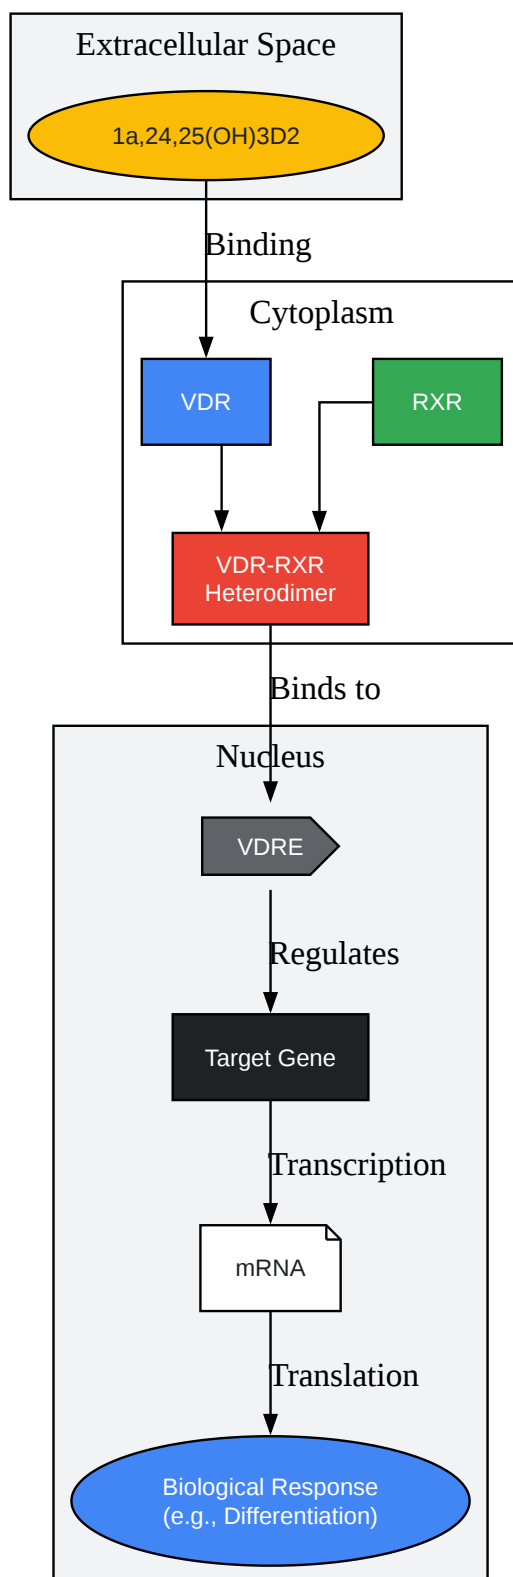 Extracellular Space
1a,24,25(OH)3D2
Binding
Cytoplasm
VDR
RXR
VDR-RXR
Heterodimer
Binds to
Nucleus
VDRE
Regulates
Target Gene
Transcription
mRNA
Translation
Biological Response
(e.g., Differentiation)